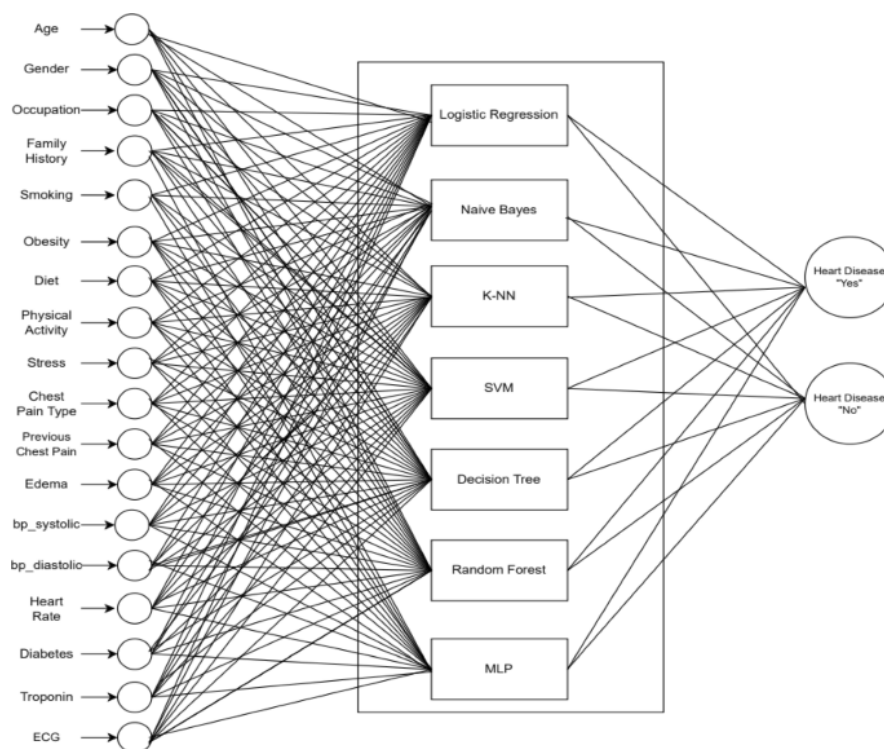 Age
Gender
Occupation
Family
History
Smoking
Obesity
Diet
Physical
Activity
Stress
Chest
Pain Type
Previous
Chest Pain
Edema
bp_systolic
bp_diastolic
Heart
Rate
Diabetes
Troponin
ECG
Logistic Regression
Naive Bayes
K-NN
SVM
Decision Tree
Random Forest
MLP
Heart Disease
"Yes"
Heart Disease
"No"